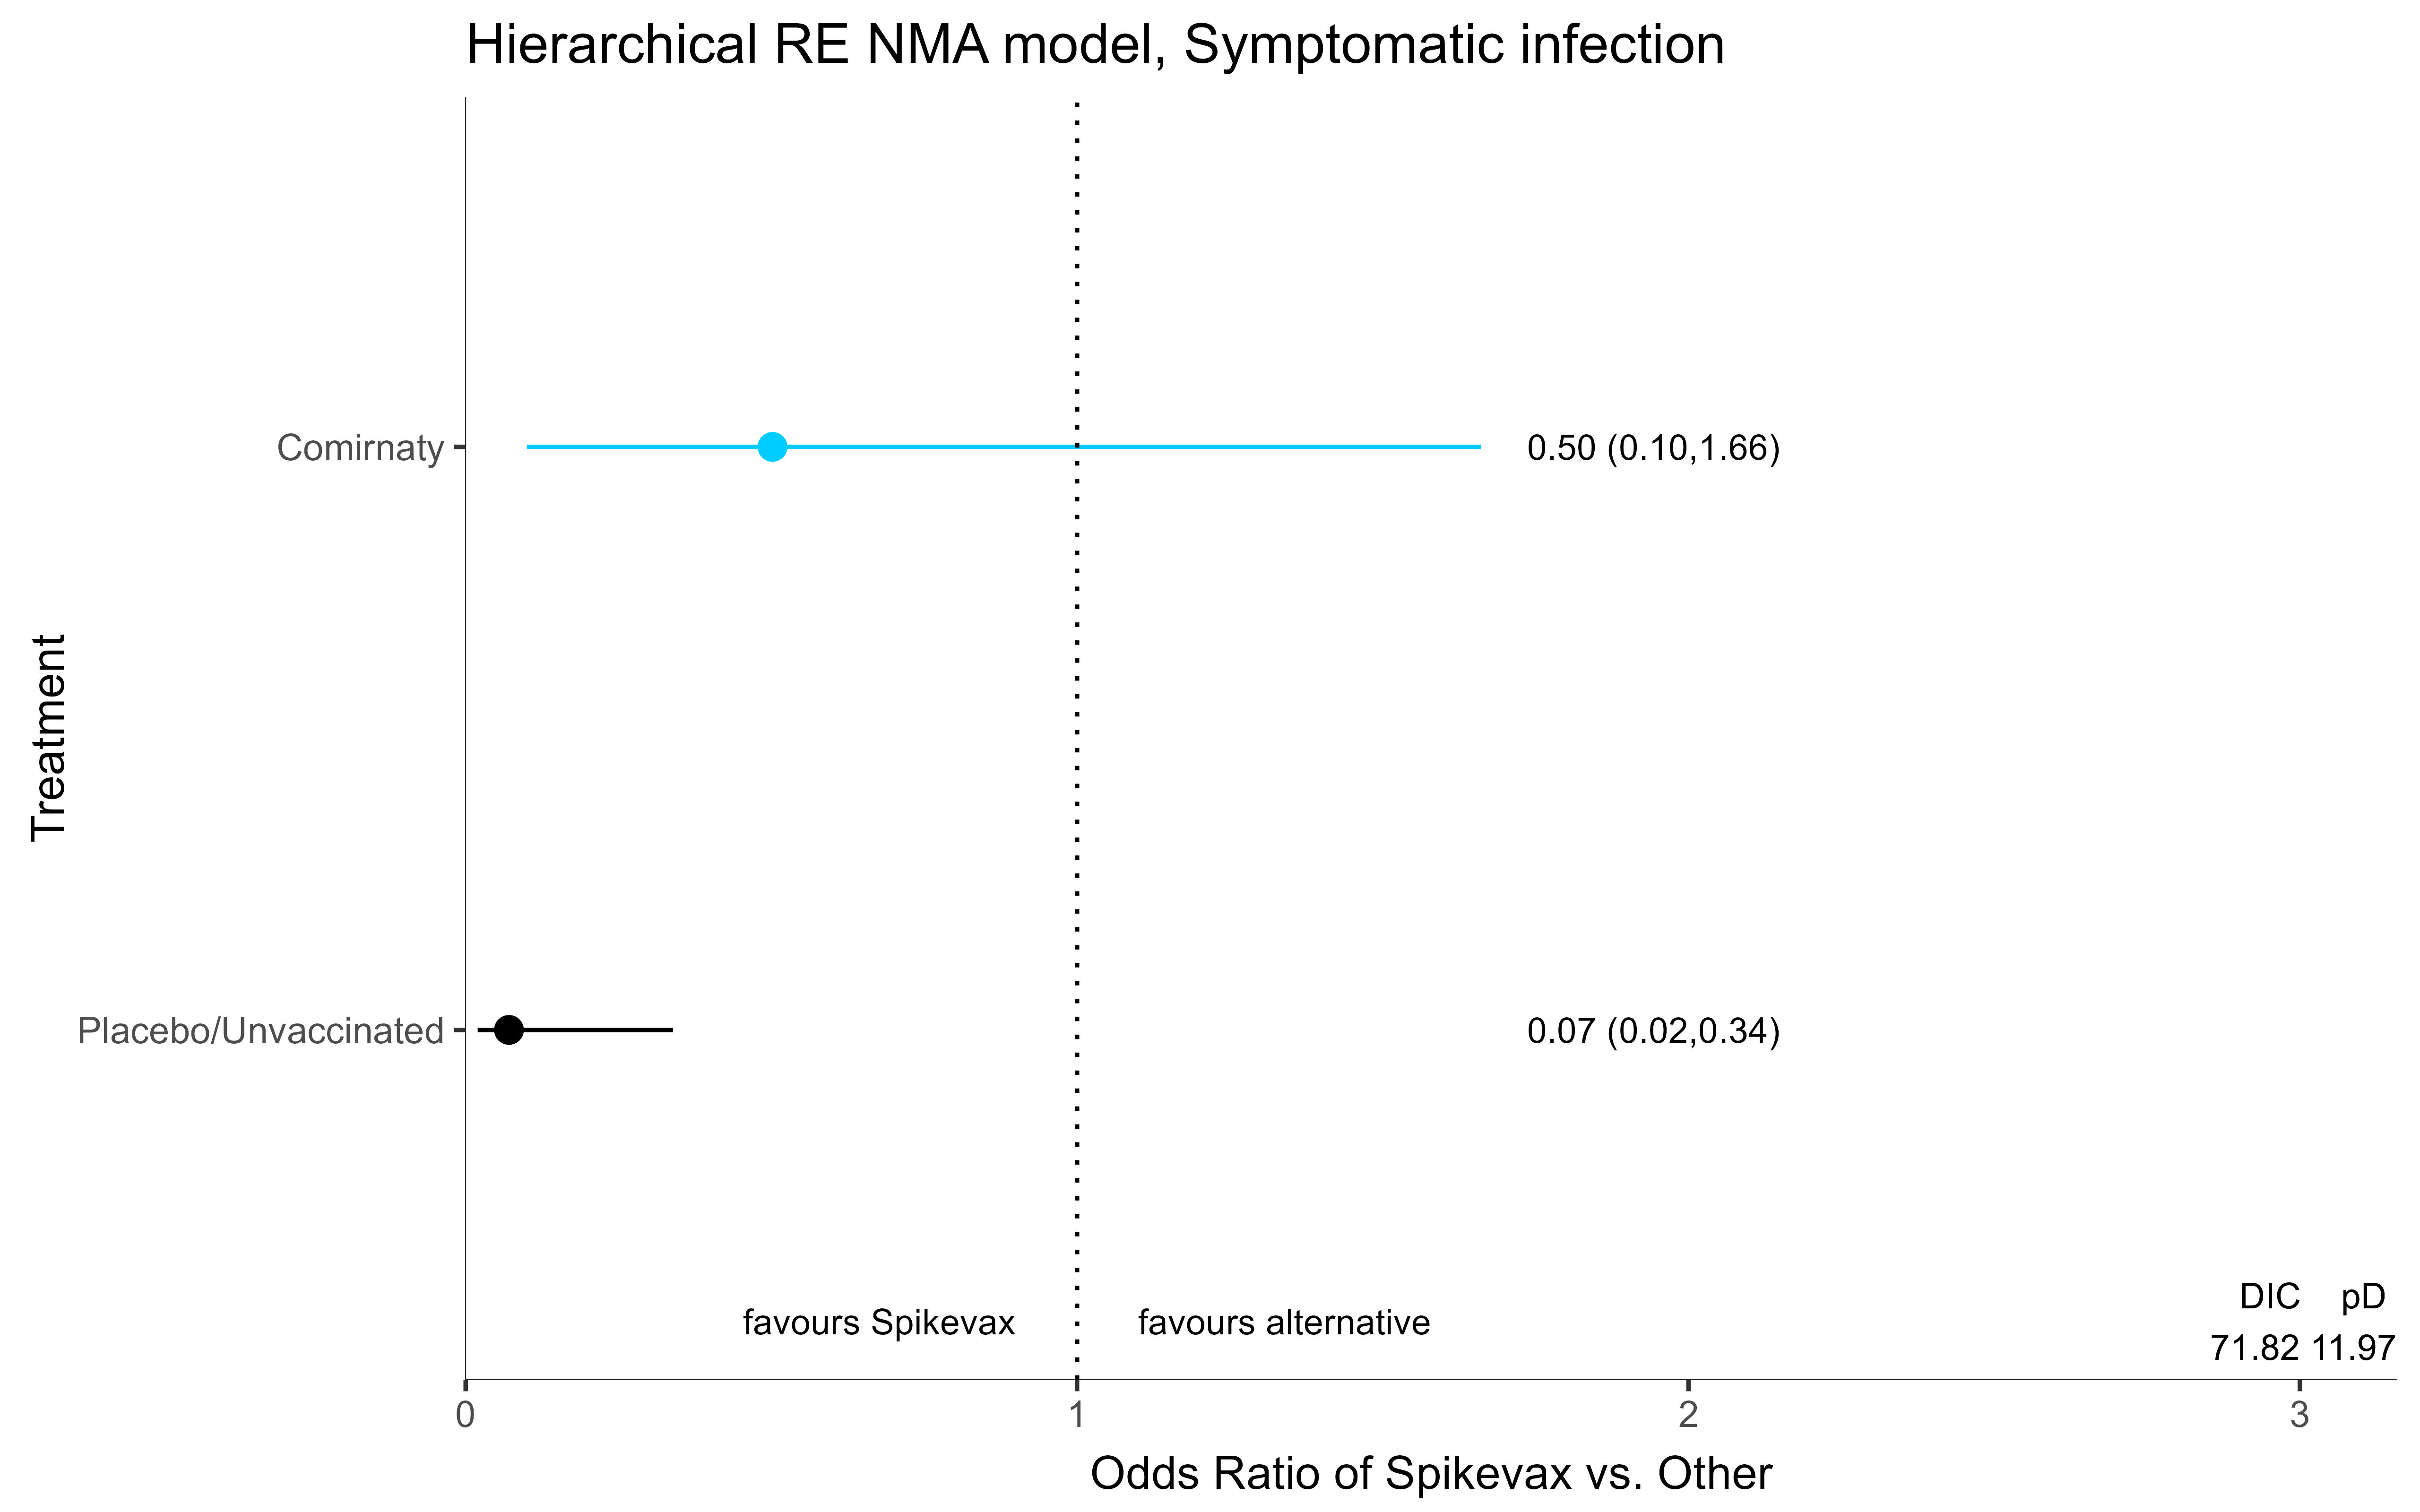 Hierarchical RE NMA model, Symptomatic infection
Treatment
Comirnaty
0.50 (0.10,1.66)
Placebo/Unvaccinated
0.07 (0.02,0.34)
favours Spikevax
favours alternative
DIC pD
71.82 11.97
0 1 2 3
Odds Ratio of Spikevax vs. Other